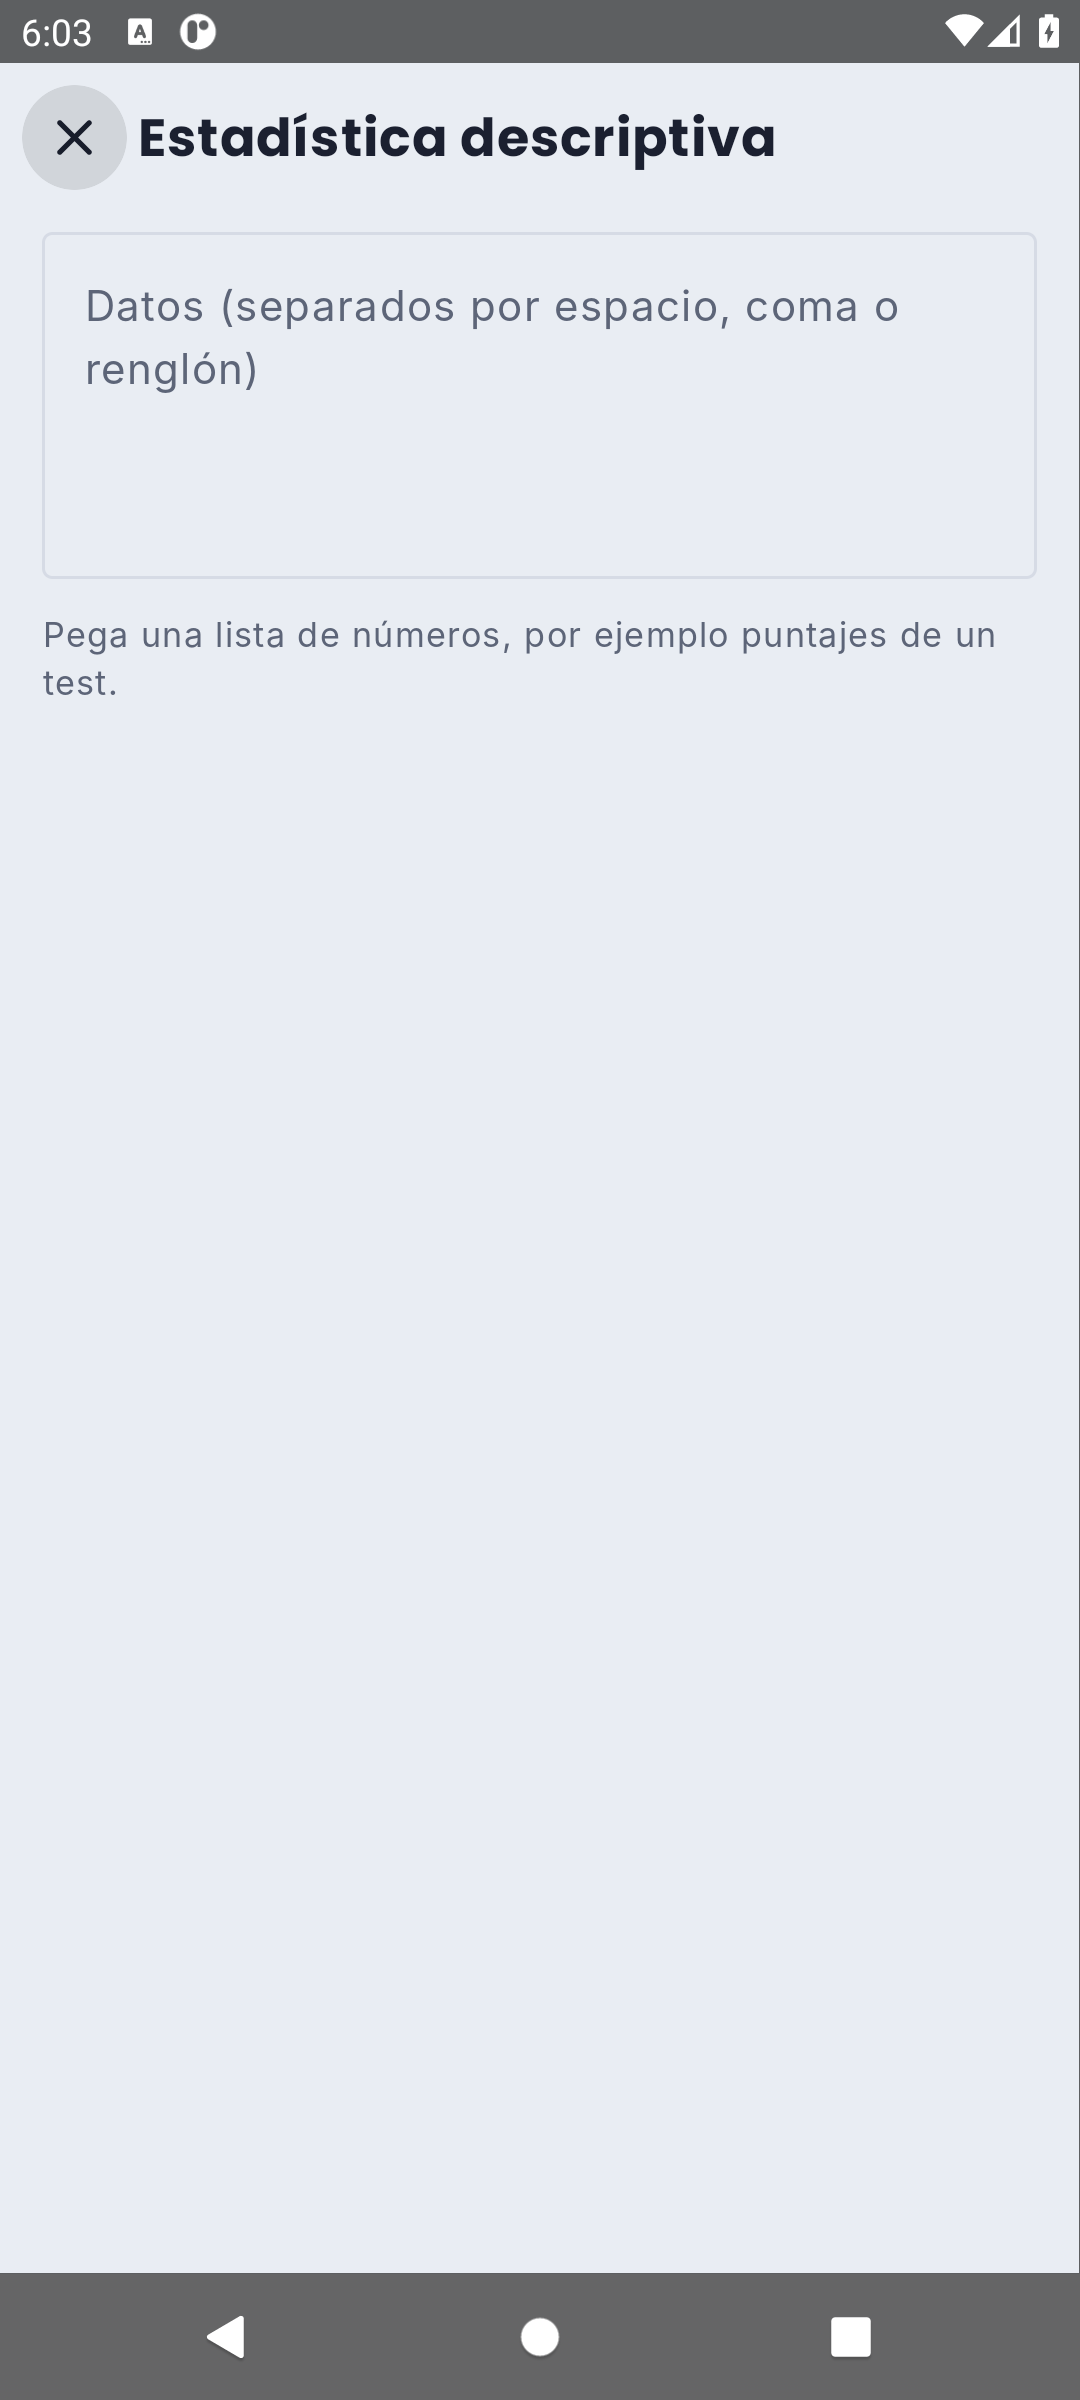 6:03
Estadística descriptiva
Datos (separados por espacio, coma o
renglón)
Pega una lista de números, por ejemplo puntajes de un
test.